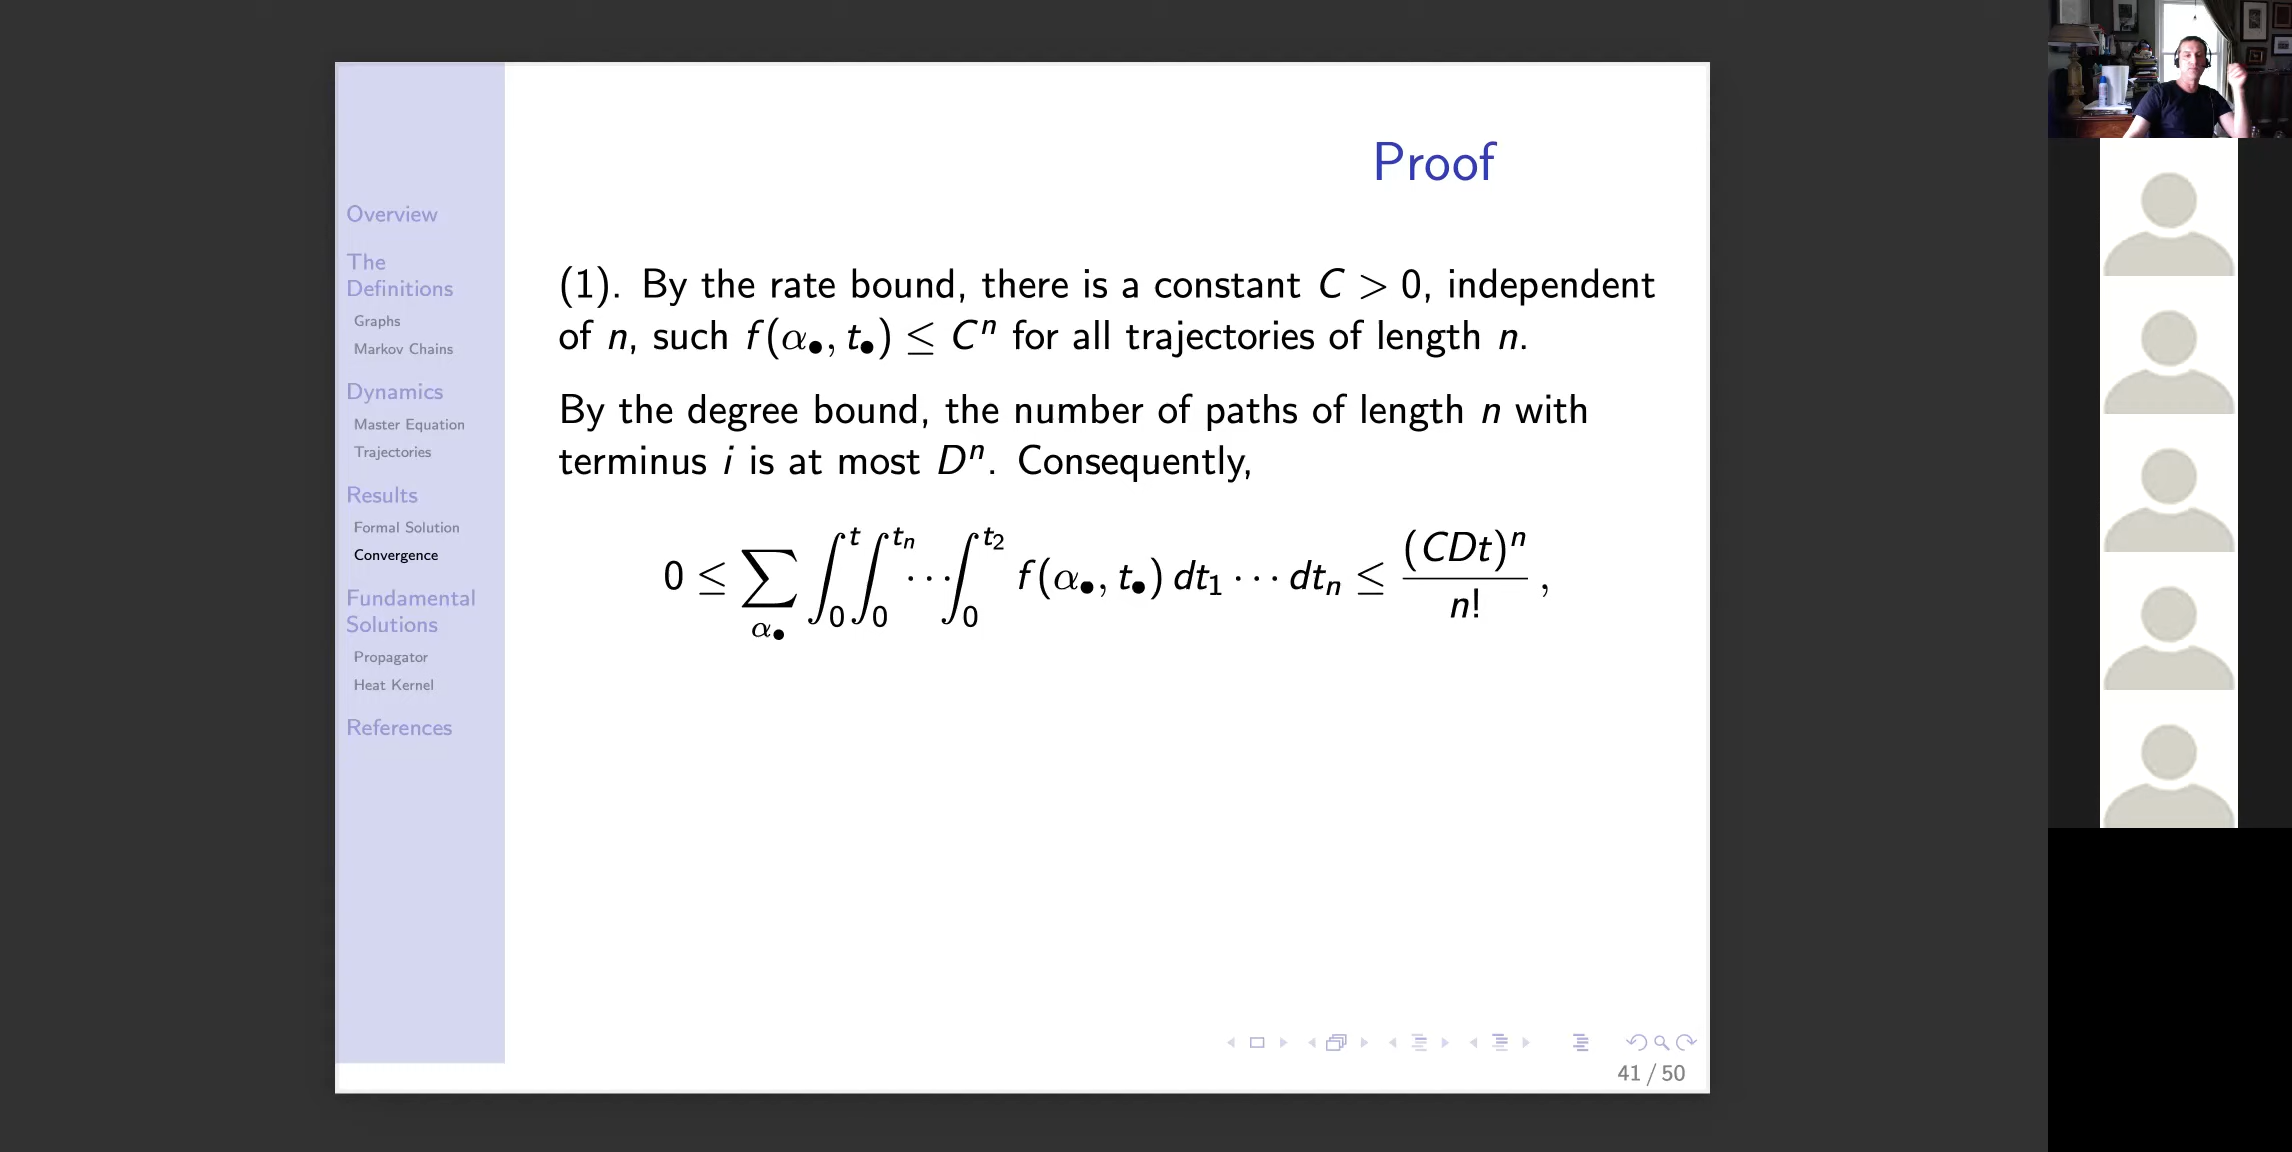 Proof
Overview
The
Definitions
Graphs
Markov Chains
Dynamics
Master Equation
Trajectories
Results
Formal Solution
Convergence
Fundamental
Solutions
Propagator
Heat Kernel
References
(1). By the rate bound, there is a constant C > 0, independent
of n, such f(α•, t•) ≤ Cⁿ for all trajectories of length n.
By the degree bound, the number of paths of length n with
terminus i is at most Dⁿ. Consequently,
0 ≤ ∑_{α•} ∫₀^t ∫₀^{tₙ} ⋯ ∫₀^{t₂} f(α•, t•) dt₁ ⋯ dtₙ ≤ (CDt)ⁿ / n! ,
41 / 50